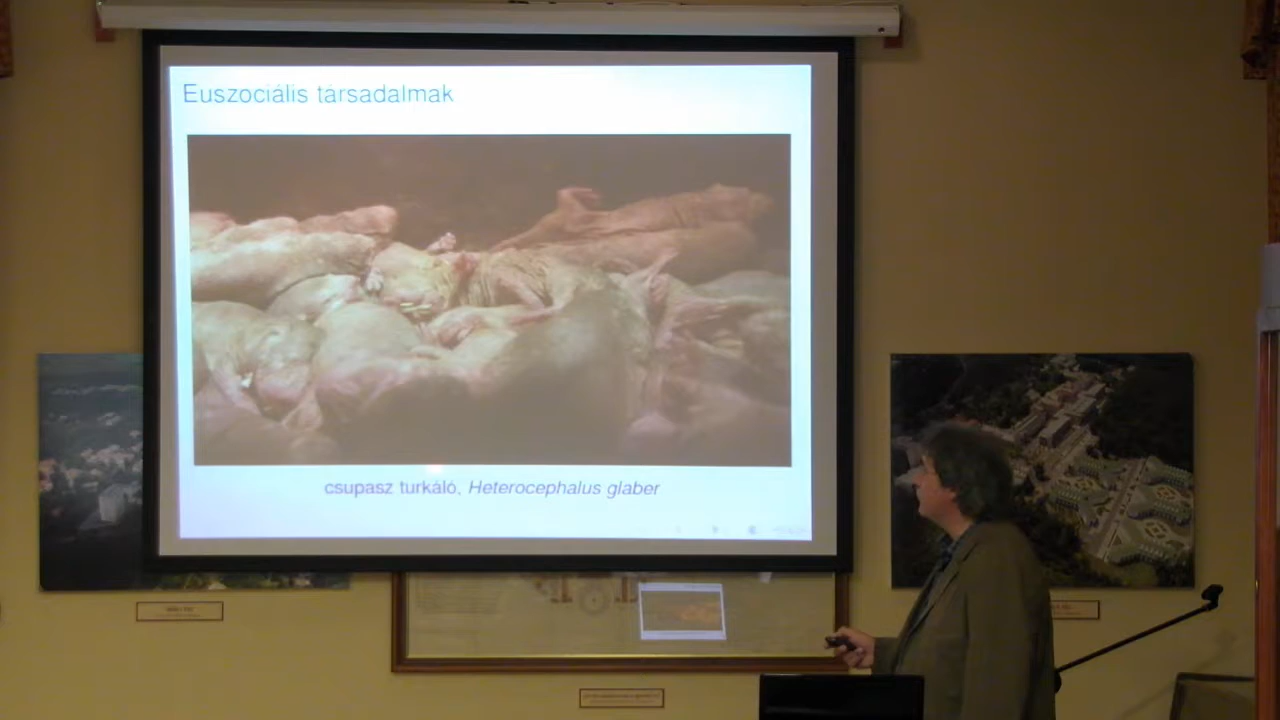 Euszociális társadalmak
csupasz turkáló, Heterocephalus glaber